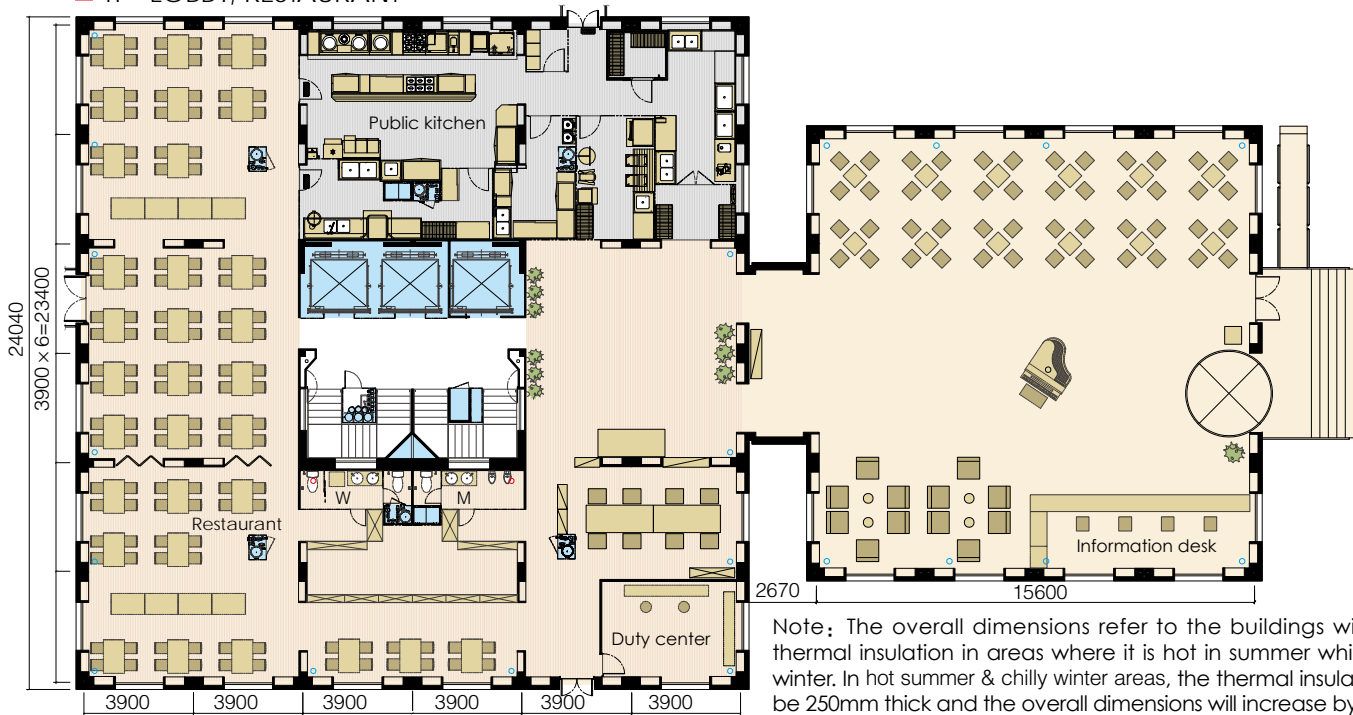 LOBBY/RESTAURANT
Public kitchen
24040
3900×6=23400
W
M
Restaurant
Information desk
Duty center
2670
15600
3900
3900
3900
3900
3900
3900
Note: The overall dimensions refer to the buildings wi
thermal insulation in areas where it is hot in summer whi
winter. In hot summer & chilly winter areas, the thermal insula
be 250mm thick and the overall dimensions will increase by